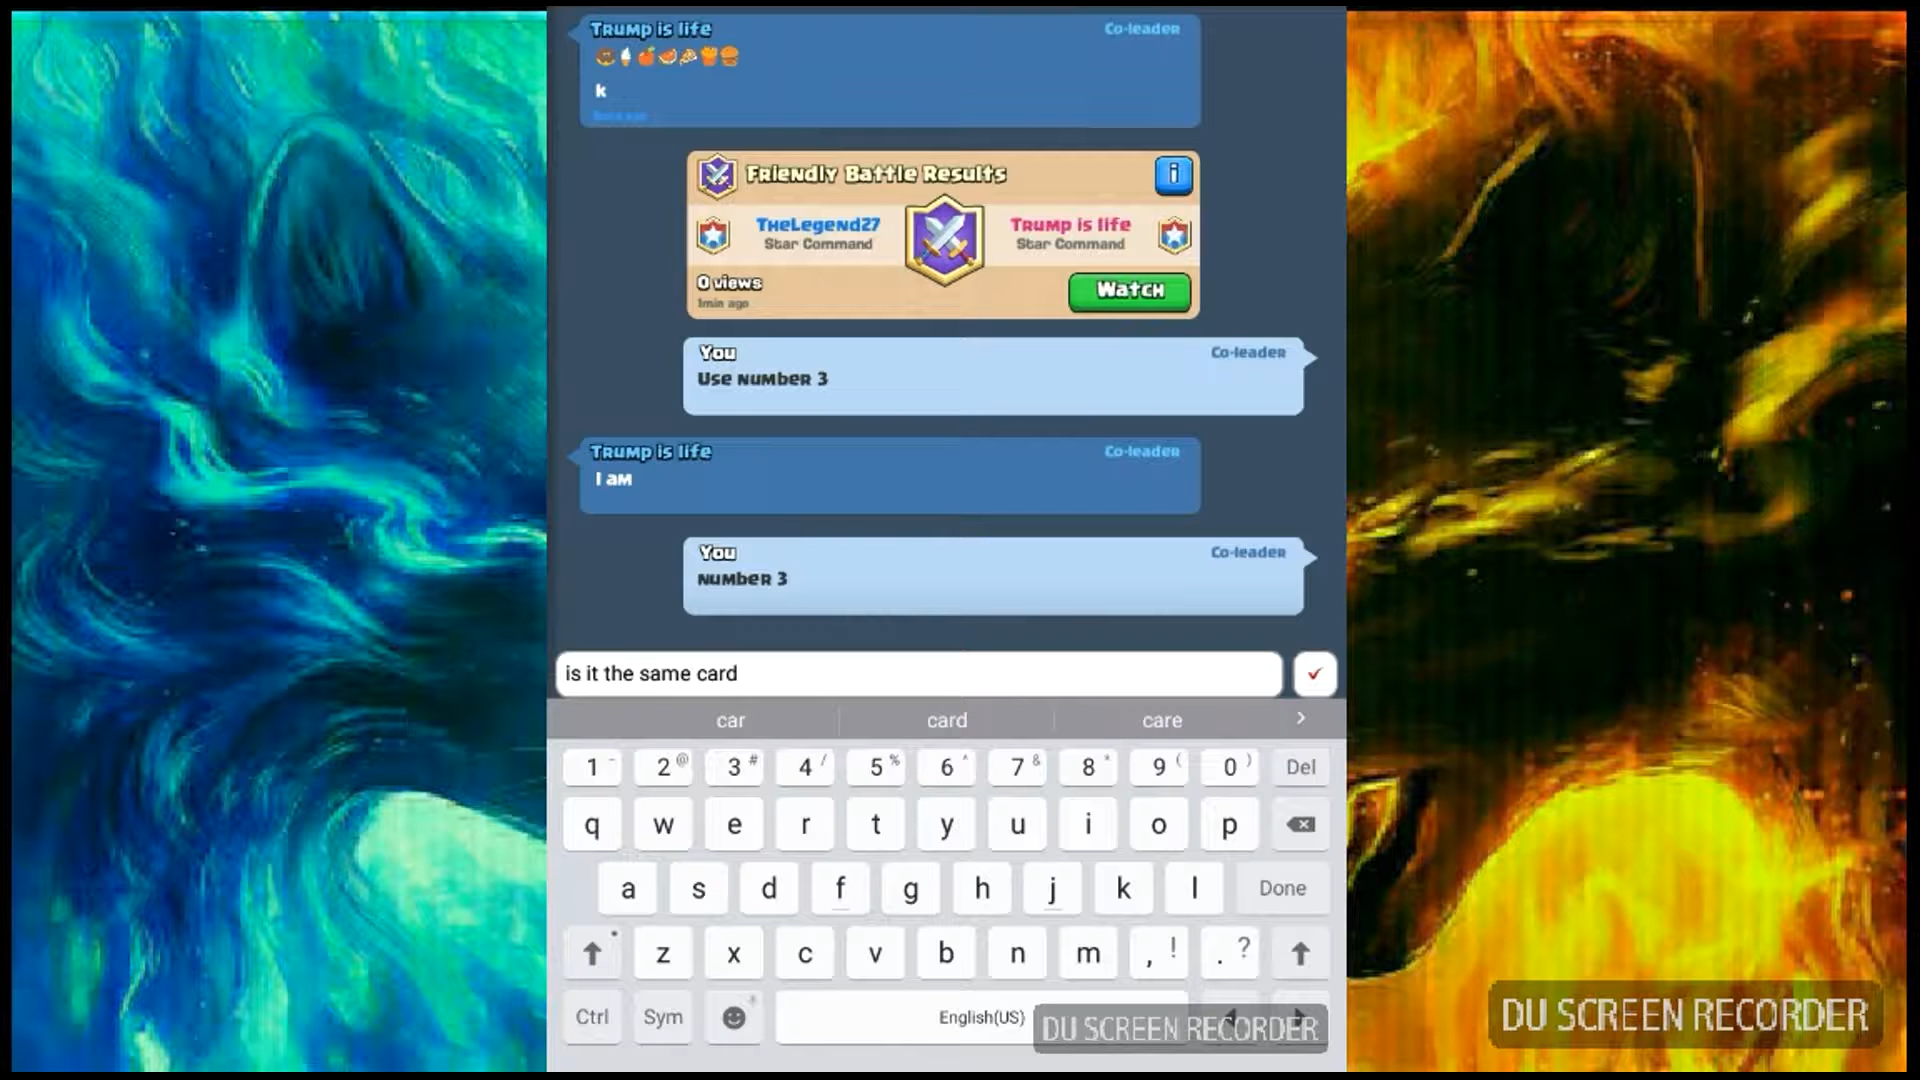 Trump is life Co-leader
k
Friendly Battle Results i
TheLegend27 Trump is life
Star Command Star Command
0 views
1min ago
Watch
You Co-leader
Use number 3
Trump is life Co-leader
I am
You Co-leader
number 3
is it the same card
car card care >
1 - 2 @ 3 # 4 / 5 % 6 ^ 7 & 8 * 9 ( 0 ) Del
q w e r t y u i o p
a s d f g h j k l Done
z x c v b n m , ! . ?
Ctrl Sym English(US)
DU SCREEN RECORDER
DU SCREEN RECORDER